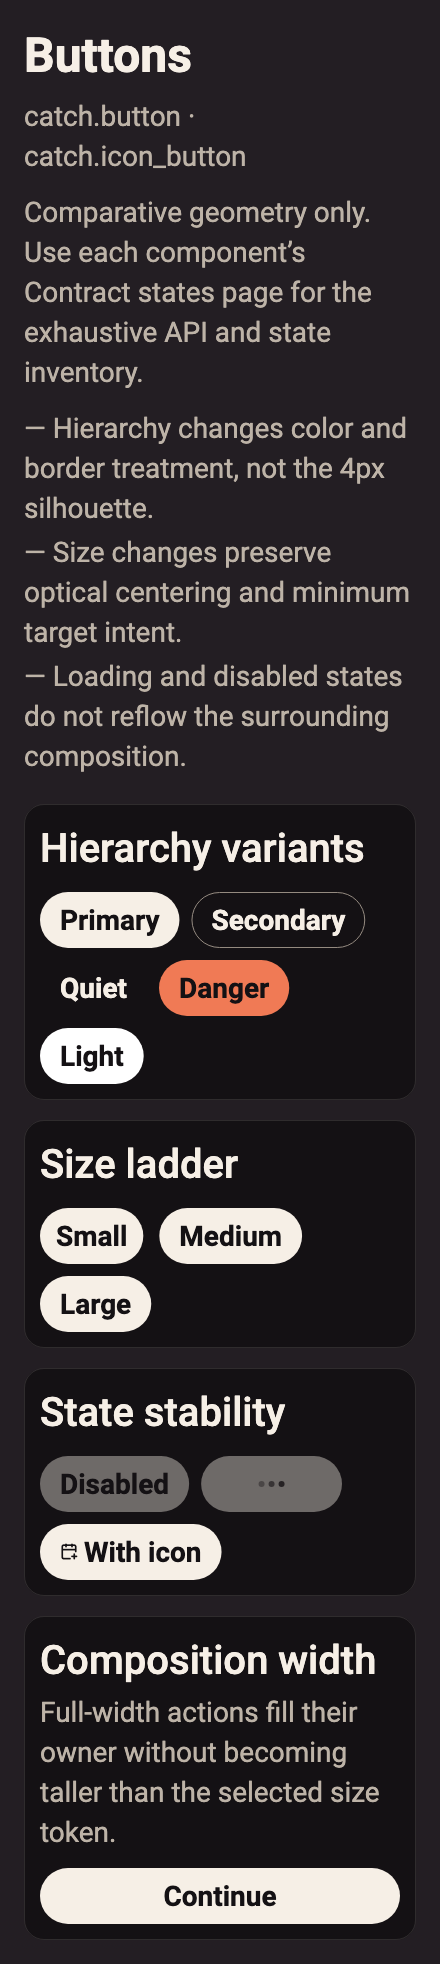 Buttons
catch.button ·
catch.icon_button
Comparative geometry only.
Use each component’s
Contract states page for the
exhaustive API and state
inventory.
— Hierarchy changes color and
border treatment, not the 4px
silhouette.
— Size changes preserve
optical centering and minimum
target intent.
— Loading and disabled states
do not reflow the surrounding
composition.
Hierarchy variants
Primary Secondary
Quiet Danger
Light
Size ladder
Small Medium
Large
State stability
Disabled
With icon
Composition width
Full-width actions fill their
owner without becoming
taller than the selected size
token.
Continue